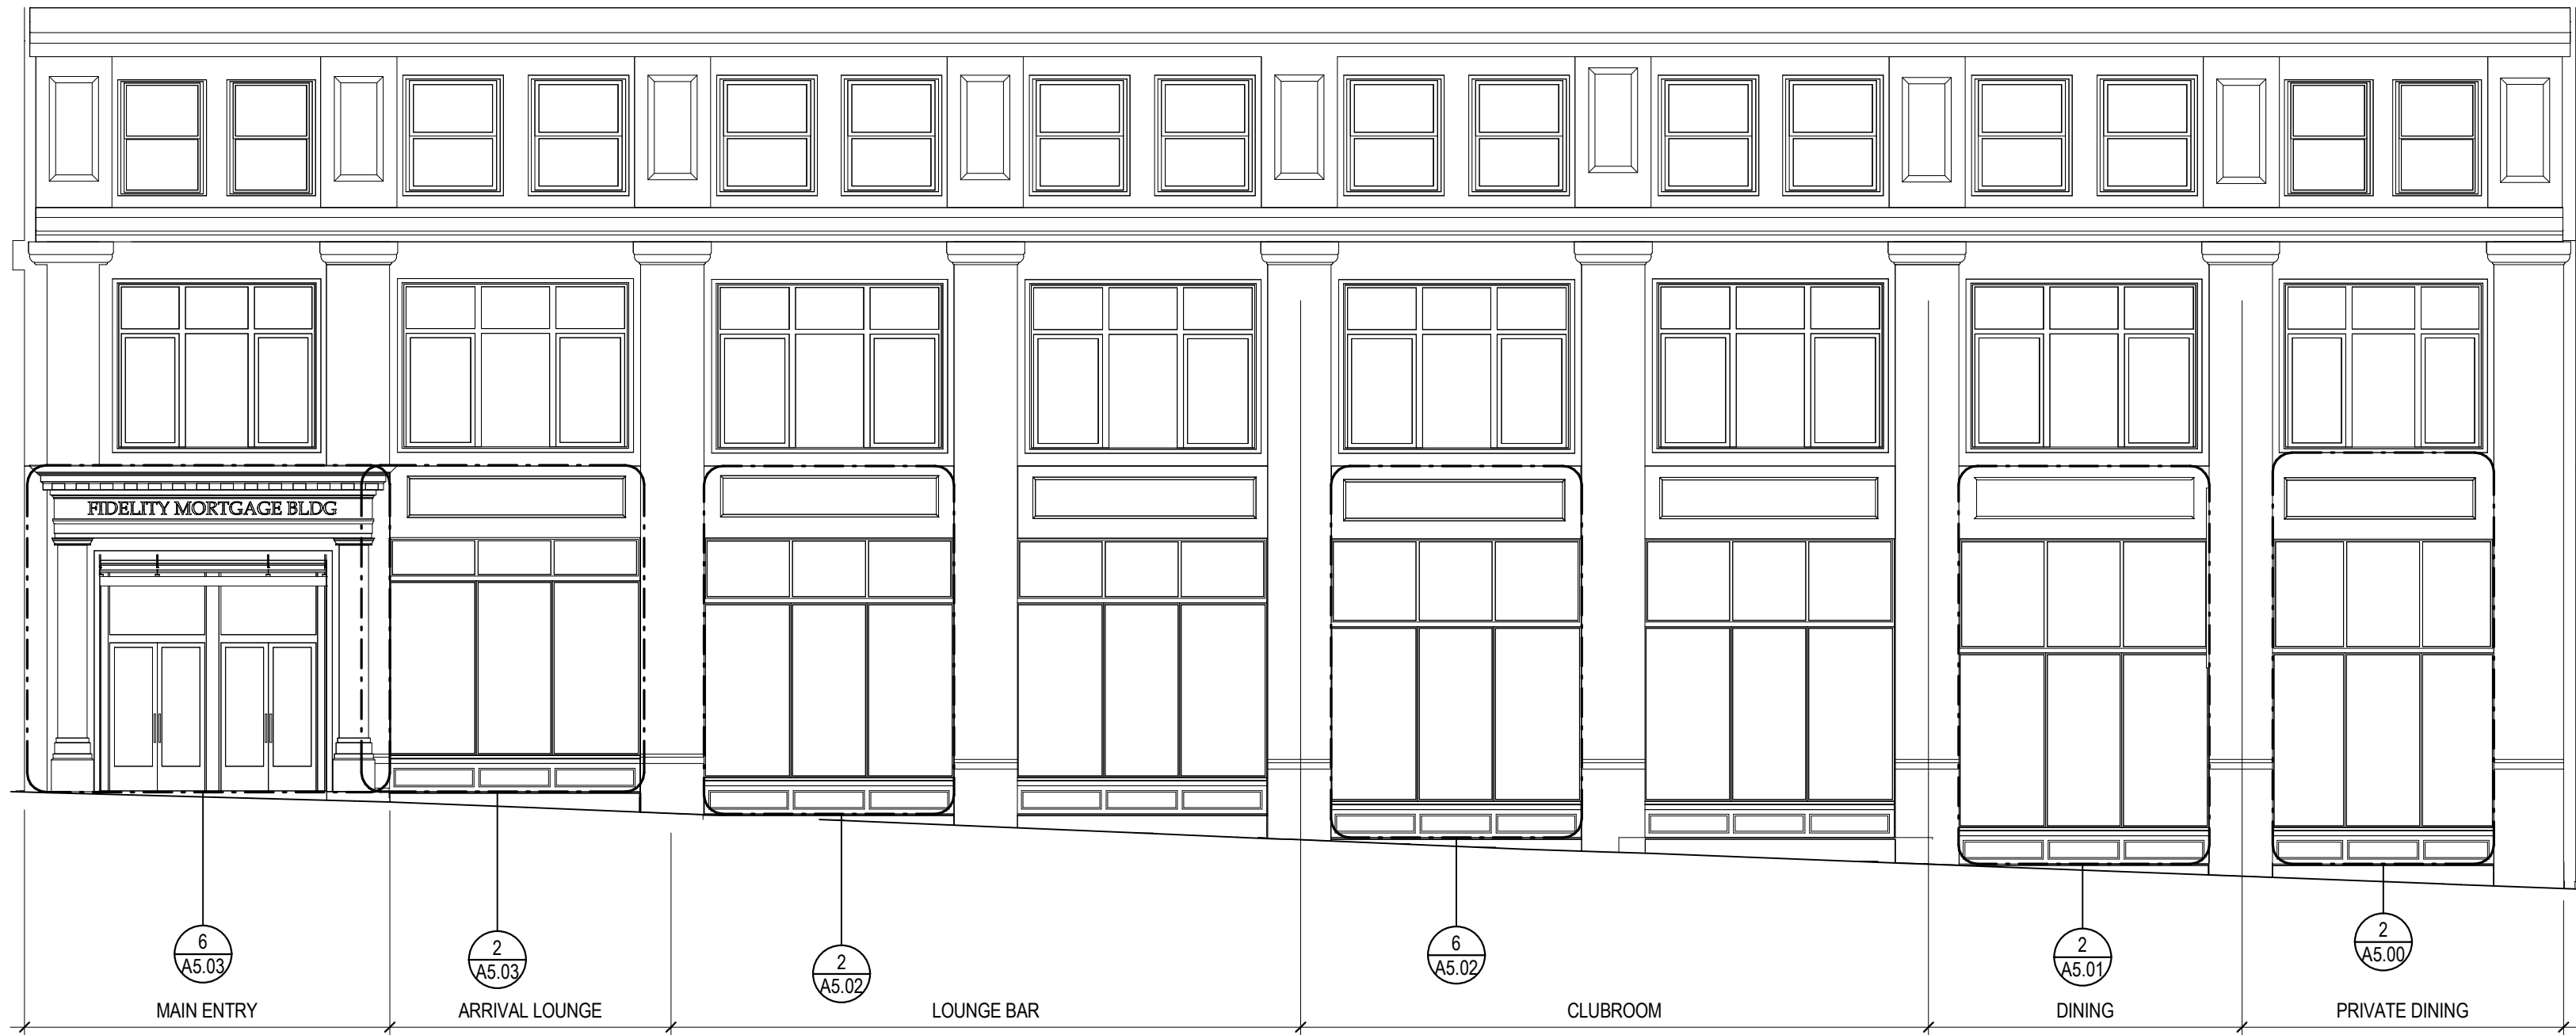 FIDELITY MORTGAGE BLDG
6
A5.03
2
A5.03
2
A5.02
6
A5.02
2
A5.01
2
A5.00
MAIN ENTRY
ARRIVAL LOUNGE
LOUNGE BAR
CLUBROOM
DINING
PRIVATE DINING